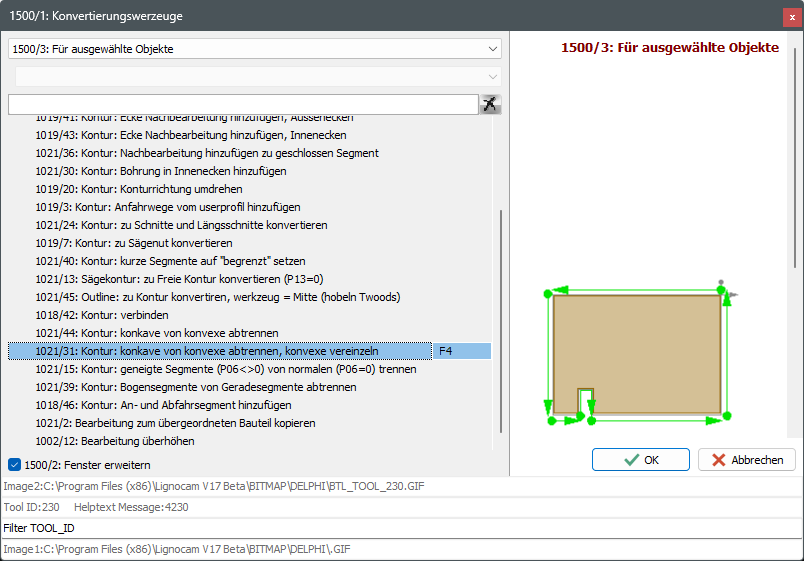 1500/1: Konvertierungswerzeuge
x
1500/3: Für ausgewählte Objekte
1500/3: Für ausgewählte Objekte
1019/41: Kontur: Ecke Nachbearbeitung hinzufügen, Aussenecken
1019/43: Kontur: Ecke Nachbearbeitung hinzufügen, Innenecken
1021/36: Kontur: Nachbearbeitung hinzufügen zu geschlossen Segment
1021/30: Kontur: Bohrung in Innenecken hinzufügen
1019/20: Kontur: Konturrichtung umdrehen
1019/3: Kontur: Anfahrwege vom userprofil hinzufügen
1021/24: Kontur: zu Schnitte und Längsschnitte konvertieren
1019/7: Kontur: zu Sägenut konvertieren
1021/40: Kontur: kurze Segmente auf "begrenzt" setzen
1021/13: Sägekontur: zu Freie Kontur konvertieren (P13=0)
1021/45: Outline: zu Kontur konvertiren, werkzeug = Mitte (hobeln Twoods)
1018/42: Kontur: verbinden
1021/44: Kontur: konkave von konvexe abtrennen
1021/31: Kontur: konkave von konvexe abtrennen, konvexe vereinzeln F4
1021/15: Kontur: geneigte Segmente (P06<>0) von normalen (P06=0) trennen
1021/39: Kontur: Bogensegmente von Geradesegmente abtrennen
1018/46: Kontur: An- und Abfahrsegment hinzufügen
1021/2: Bearbeitung zum übergeordneten Bauteil kopieren
1002/12: Bearbeitung überhöhen
1500/2: Fenster erweitern
OK
Abbrechen
Image2:C:\Program Files (x86)\Lignocam V17 Beta\BITMAP\DELPHI\BTL_TOOL_230.GIF
Tool ID:230 Helptext Message:4230
Filter TOOL_ID
Image1:C:\Program Files (x86)\Lignocam V17 Beta\BITMAP\DELPHI\.GIF